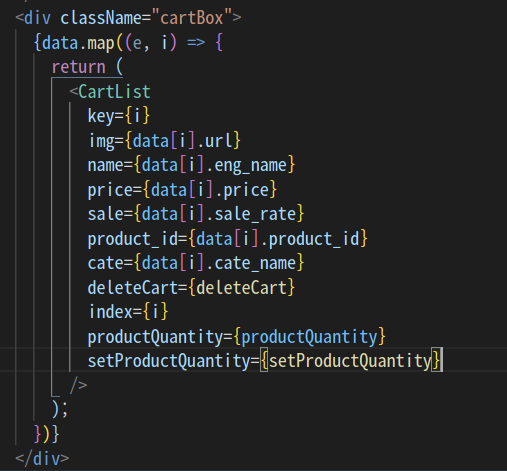 <div className="cartBox">
  {data.map((e, i) => {
    return (
      <CartList
        key={i}
        img={data[i].url}
        name={data[i].eng_name}
        price={data[i].price}
        sale={data[i].sale_rate}
        product_id={data[i].product_id}
        cate={data[i].cate_name}
        deleteCart={deleteCart}
        index={i}
        productQuantity={productQuantity}
        setProductQuantity={setProductQuantity}
      />
    );
  })}
</div>